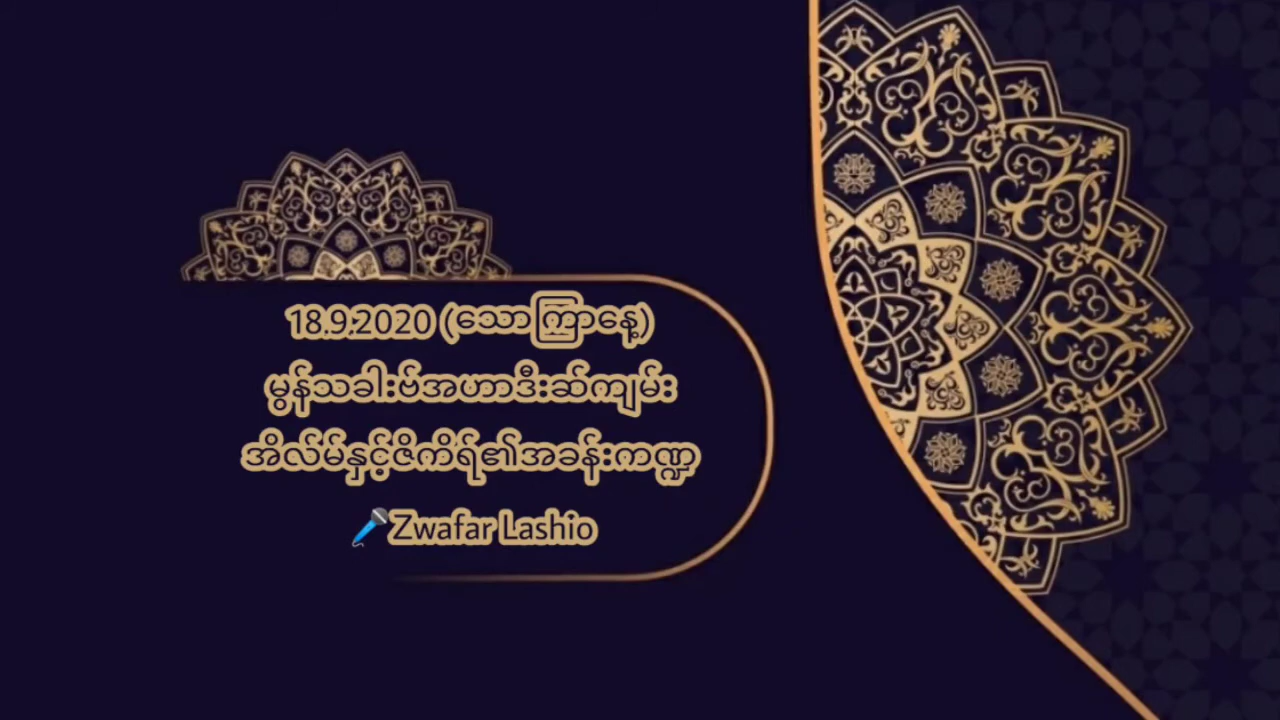 18.9.2020 (သောကြာနေ့)
မွန်သခါးဗ်အဟာဒီးဆ်ကျမ်း
အိလ်မ်နှင့်ဇိကိရ်၏အခန်းကဏ္ဍ
🎤Zwafar Lashio